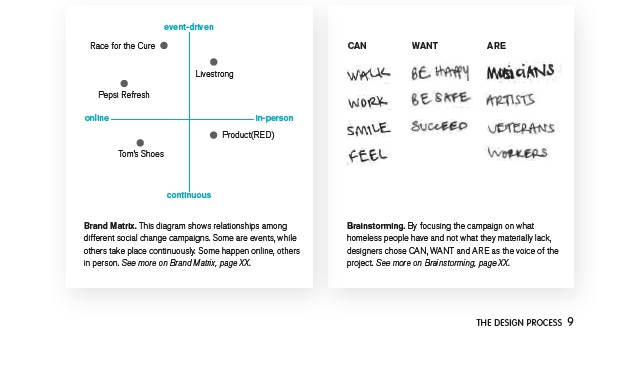 event-driven
Race for the Cure
Livestrong
Pepsi Refresh
online
in-person
Product(RED)
Tom's Shoes
continuous
Brand Matrix. This diagram shows relationships among
different social change campaigns. Some are events, while
others take place continuously. Some happen online, others
in person. See more on Brand Matrix, page XX.
CAN WANT ARE
WALK BE HAPPY MUSICIANS
WORK BE SAFE ARTISTS
SMILE SUCCEED VETERANS
FEEL WORKERS
Brainstorming. By focusing the campaign on what
homeless people have and not what they materially lack,
designers chose CAN, WANT and ARE as the voice of the
project. See more on Brainstorming, page XX.
THE DESIGN PROCESS 9